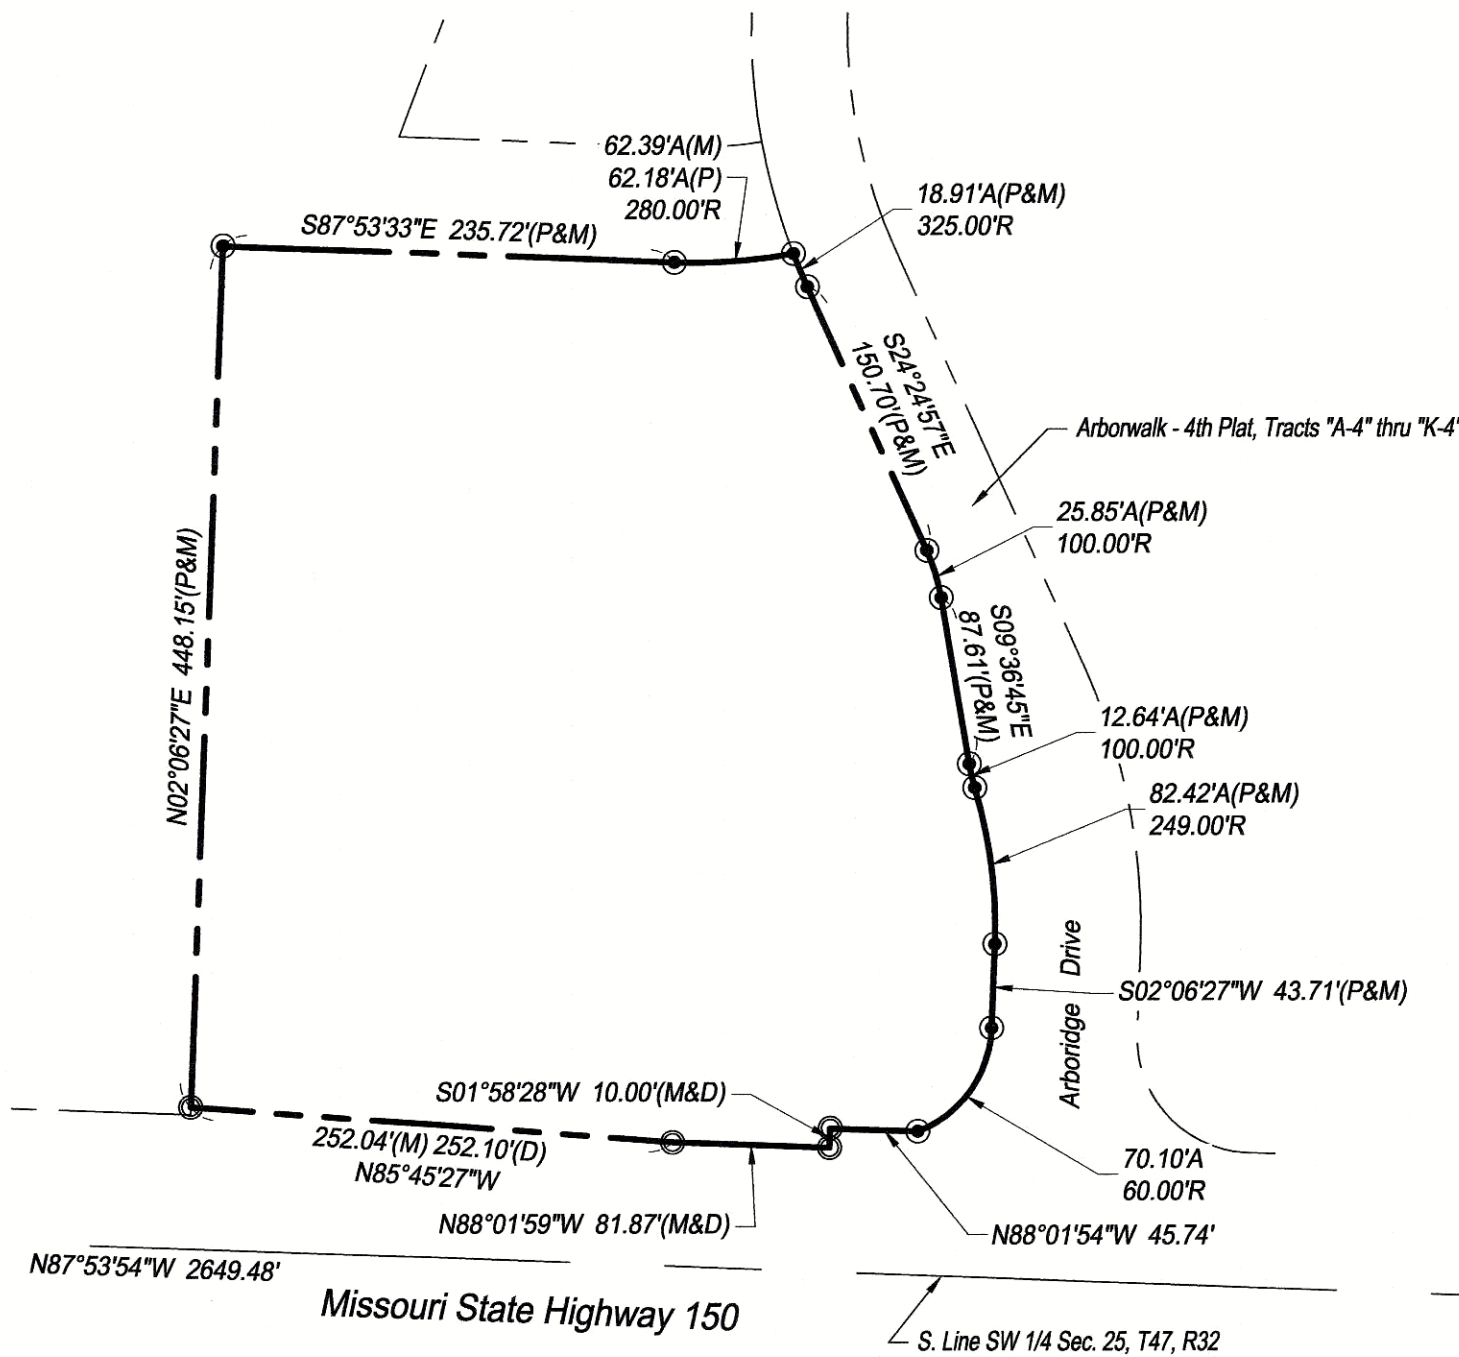 62.39'A(M)
62.18'A(P)
280.00'R
18.91'A(P&M)
325.00'R
S87°53'33"E 235.72'(P&M)
S24°24'57"E
150.70'(P&M)
Arborwalk - 4th Plat, Tracts "A-4" thru "K-4"
25.85'A(P&M)
100.00'R
N02°06'27"E 448.15'(P&M)
S09°36'45"E
87.61'(P&M)
12.64'A(P&M)
100.00'R
82.42'A(P&M)
249.00'R
Arboridge Drive
S02°06'27"W 43.71'(P&M)
S01°58'28"W 10.00'(M&D)
252.04'(M) 252.10'(D)
N85°45'27"W
70.10'A
60.00'R
N88°01'59"W 81.87'(M&D)
N88°01'54"W 45.74'
N87°53'54"W 2649.48'
Missouri State Highway 150
S. Line SW 1/4 Sec. 25, T47, R32